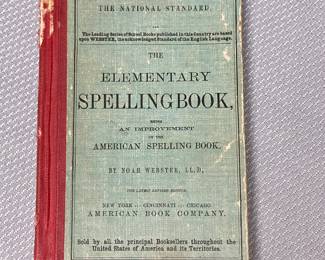 THE NATIONAL STANDARD.
The Leading Series of School Books published in this Country are based
upon WEBSTER, the acknowledged Standard of the English Language.
THE
ELEMENTARY
SPELLING BOOK,
BEING
AN IMPROVEMENT
ON THE
AMERICAN SPELLING BOOK.
BY NOAH WEBSTER, LL.D.
THE LATEST REVISED EDITION.
NEW YORK ·:· CINCINNATI ·:· CHICAGO
AMERICAN BOOK COMPANY.
Sold by all the principal Booksellers throughout the
United States of America and its Territories.